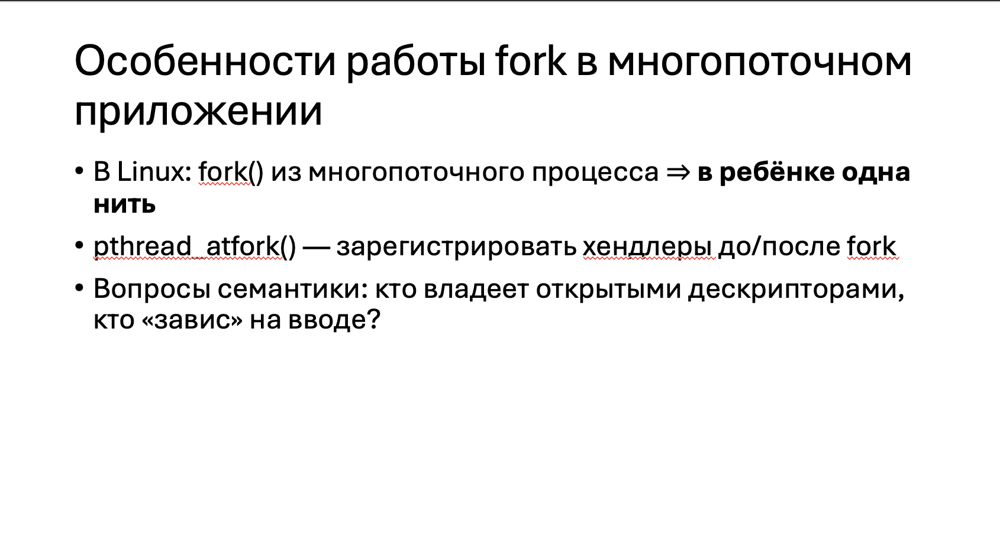 Особенности работы fork в многопоточном
приложении
• В Linux: fork() из многопоточного процесса ⇒ в ребёнке одна
нить
• pthread_atfork() — зарегистрировать хендлеры до/после fork
• Вопросы семантики: кто владеет открытыми дескрипторами,
кто «завис» на вводе?